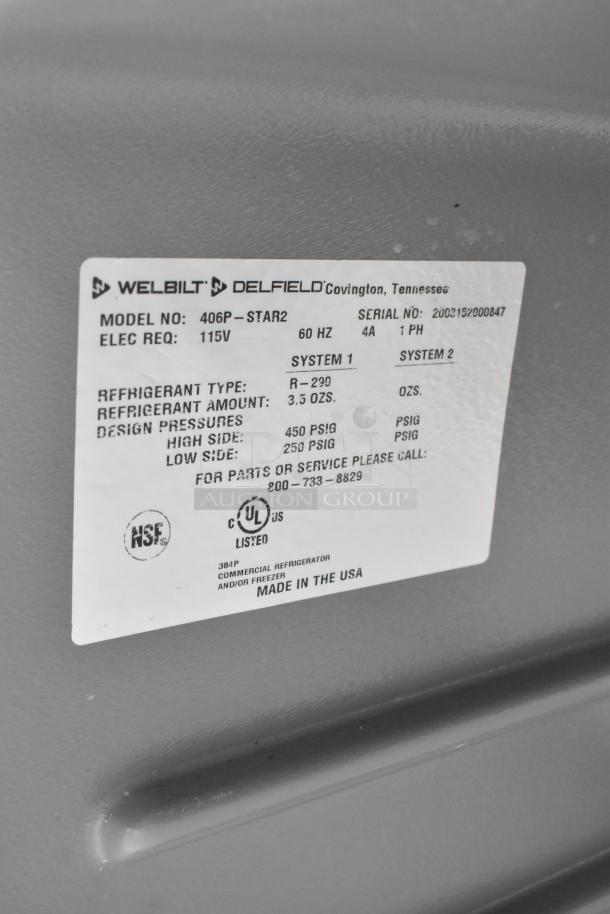 WELBILT DELFIELD Covington, Tennessee
MODEL NO: 406P-STAR2 SERIAL NO: 2003152000847
ELEC REQ: 115V 60 HZ 4A 1 PH
SYSTEM 1 SYSTEM 2
REFRIGERANT TYPE: R-290
REFRIGERANT AMOUNT: 3.5 OZS. OZS.
DESIGN PRESSURES
HIGH SIDE: 450 PSIG PSIG
LOW SIDE: 250 PSIG PSIG
FOR PARTS OR SERVICE PLEASE CALL:
800-733-8829
AUCTION GROUP
NSF
C UL US
LISTED
384P
COMMERCIAL REFRIGERATOR
AND/OR FREEZER
MADE IN THE USA